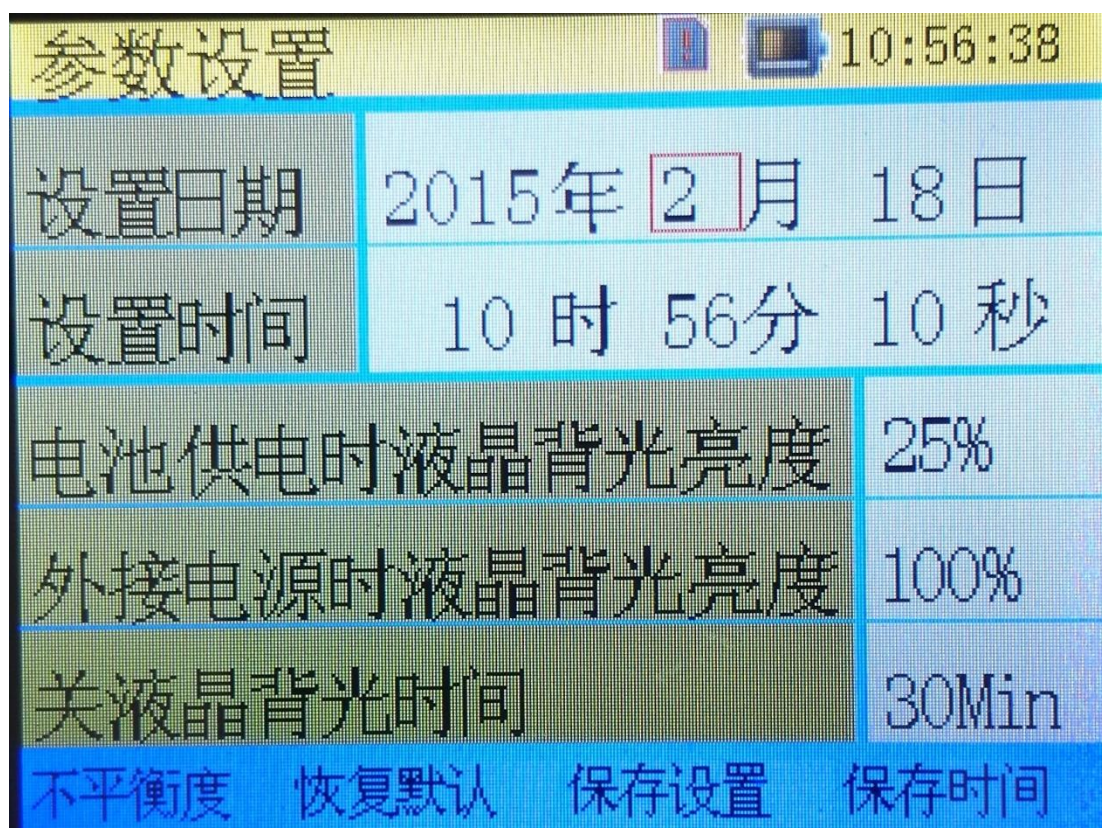 参数设置 10:56:38
设置日期 2015年 2月 18日
设置时间 10时 56分 10秒
电池供电时液晶背光亮度 25%
外接电源时液晶背光亮度 100%
关液晶背光时间 30Min
不平衡度 恢复默认 保存设置 保存时间